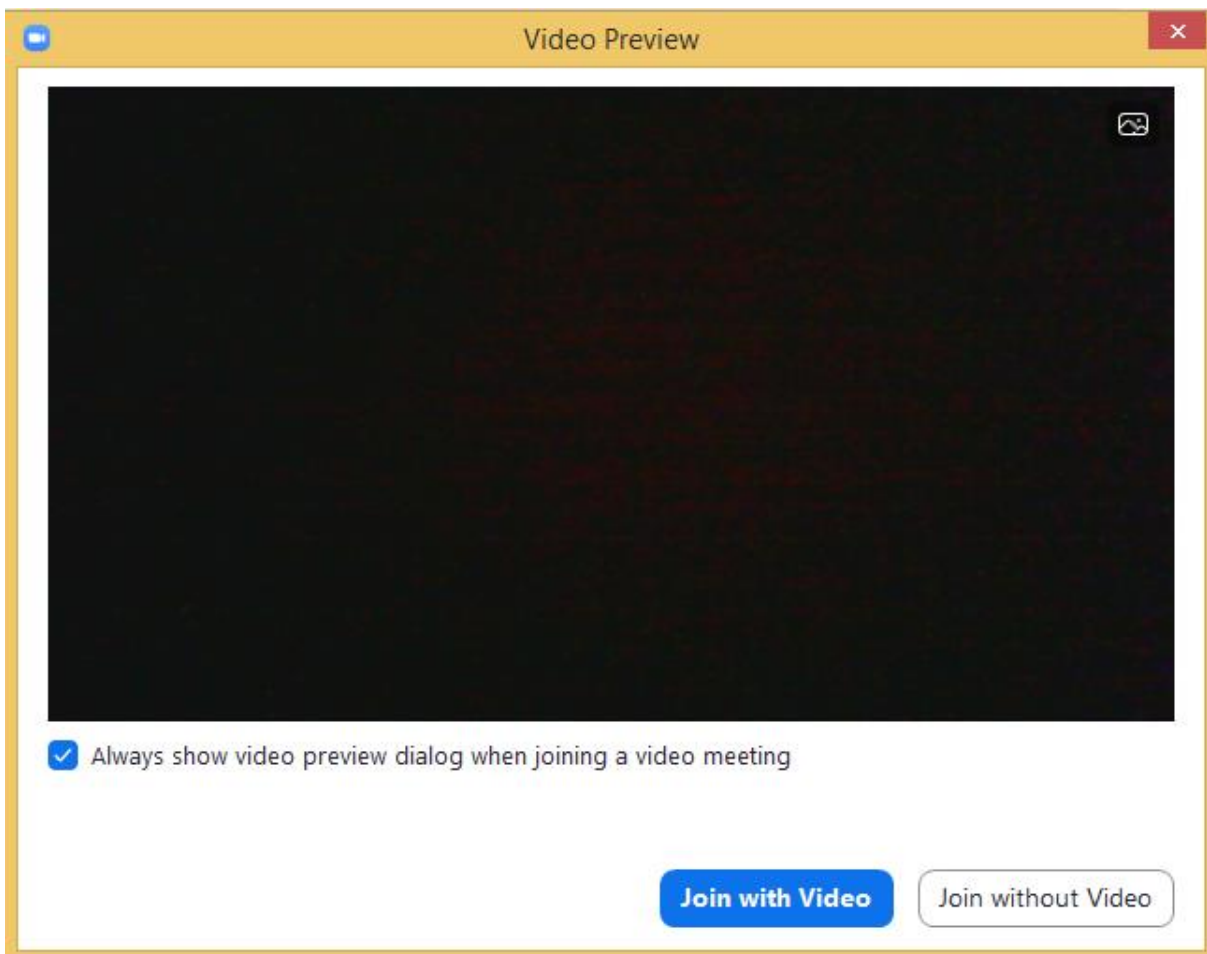 Video Preview
Always show video preview dialog when joining a video meeting
Join with Video
Join without Video